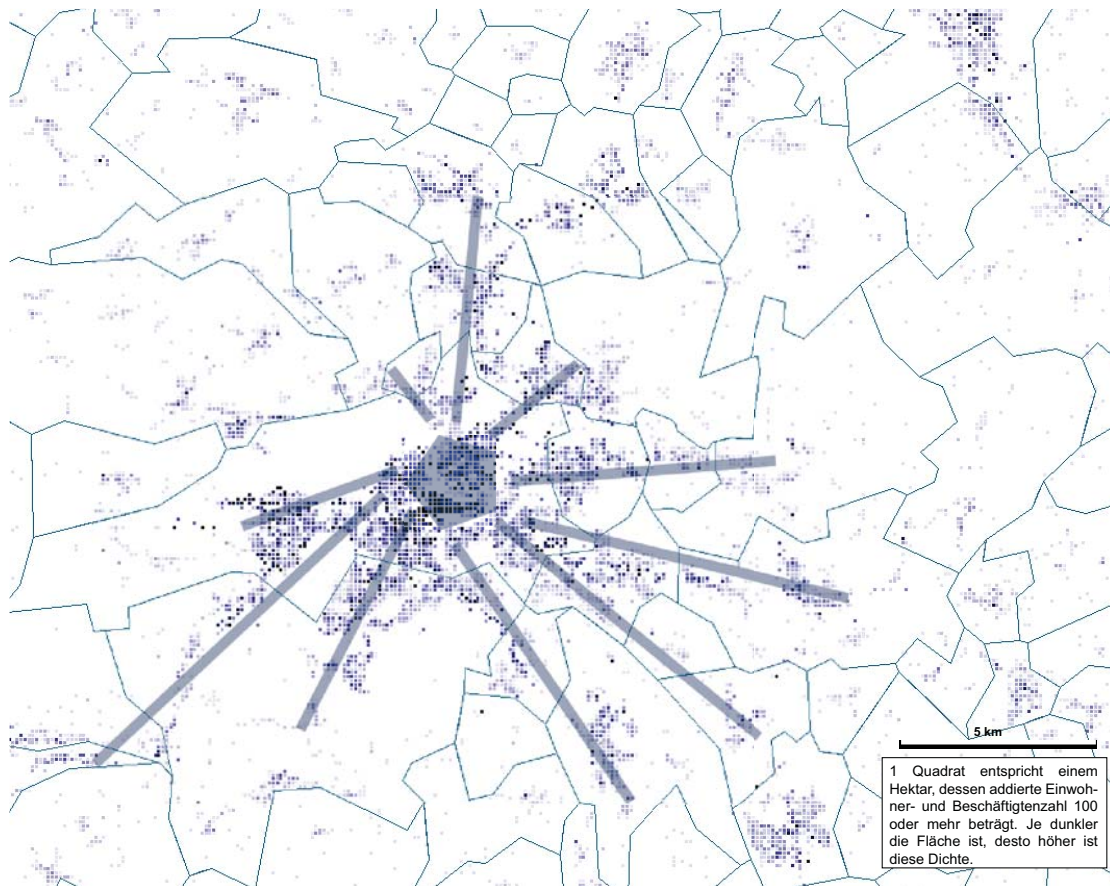 5 km
1 Quadrat entspricht einem
Hektar, dessen addierte Einwoh-
ner- und Beschäftigtenzahl 100
oder mehr beträgt. Je dunkler
die Fläche ist, desto höher ist
diese Dichte.